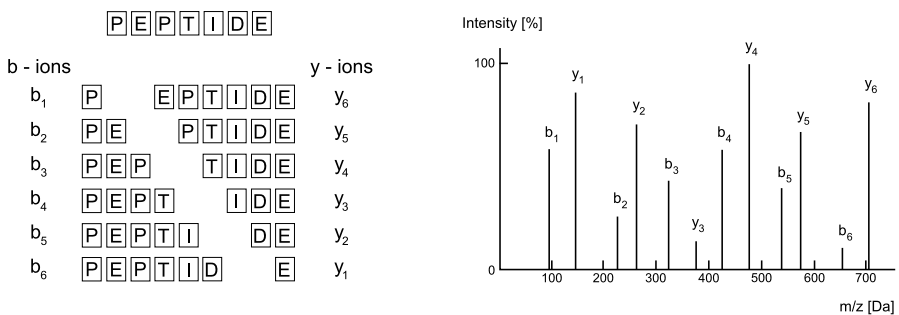 PEPTIDE
b - ions y - ions
b1 P EPTIDE y6
b2 PE PTIDE y5
b3 PEP TIDE y4
b4 PEPT IDE y3
b5 PEPTI DE y2
b6 PEPTID E y1
Intensity [%]
100
0
b1 y1 b2 y2 b3 y3 b4 y4 b5 y5 b6 y6
100 200 300 400 500 600 700
m/z [Da]